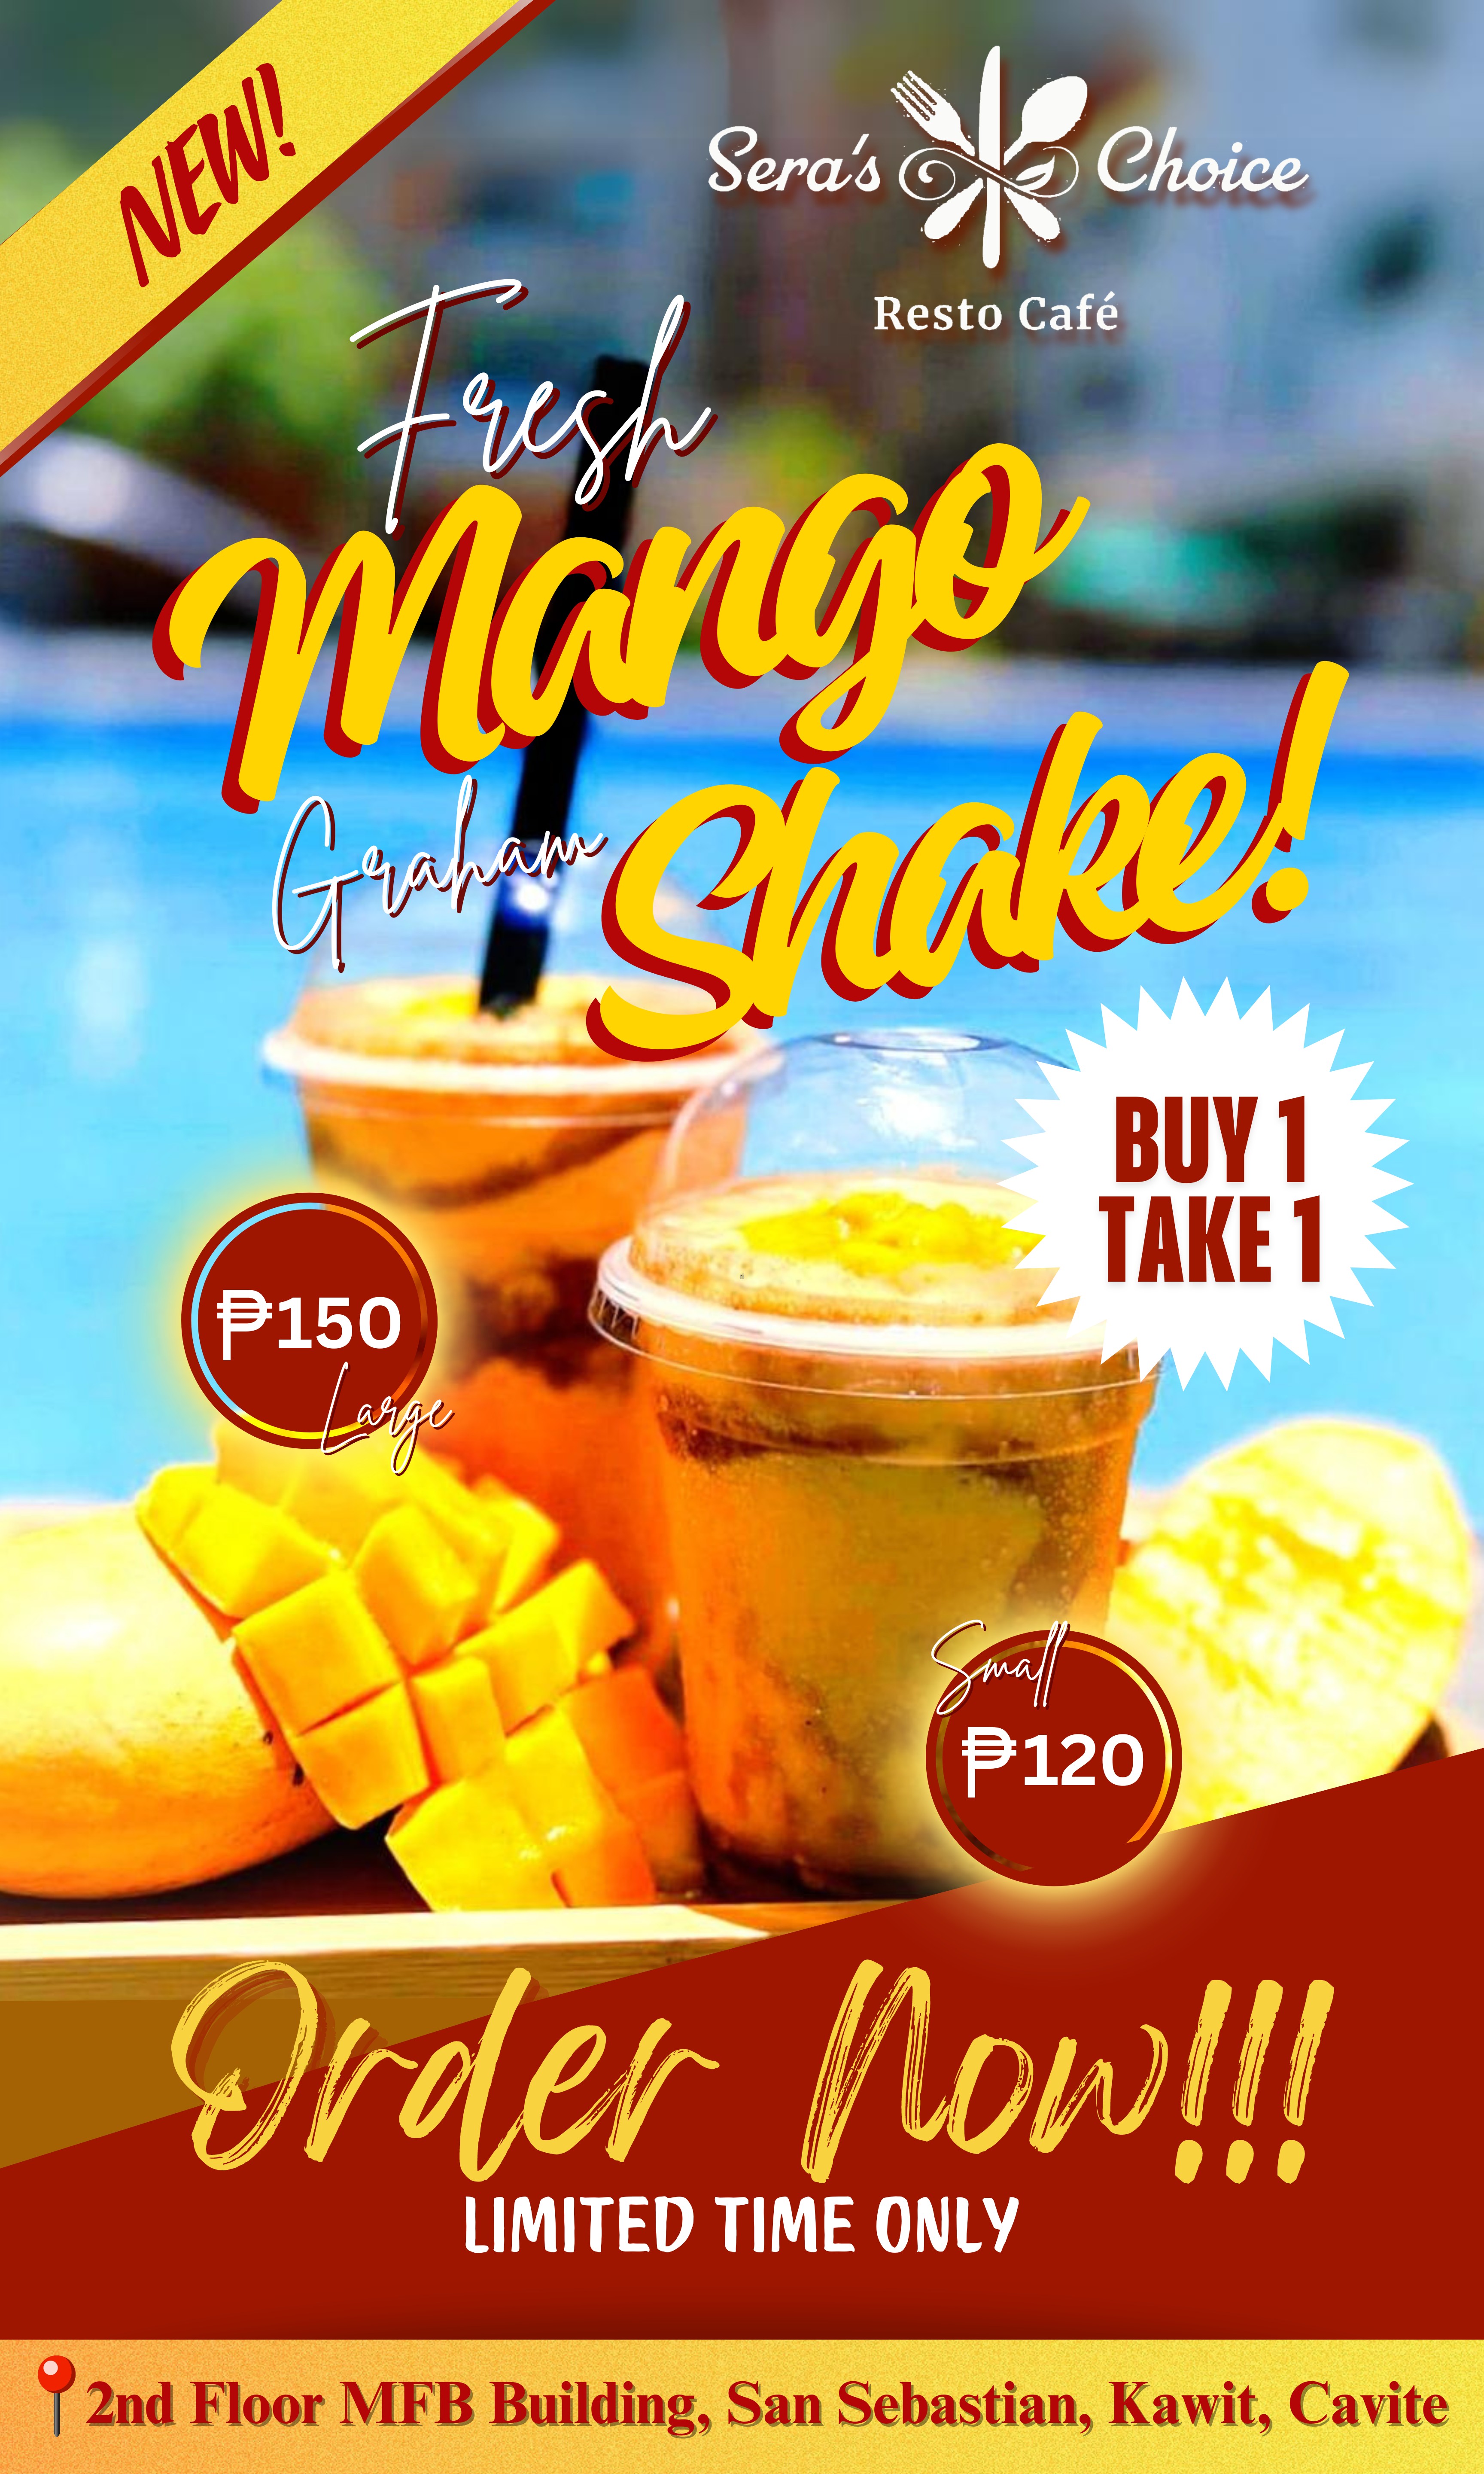 NEW!
Sera's Choice
Resto Café
Fresh
Mango
Graham Shake!
BUY 1
TAKE 1
₱150
Large
Small
₱120
Order Now!!!
LIMITED TIME ONLY
2nd Floor MFB Building, San Sebastian, Kawit, Cavite